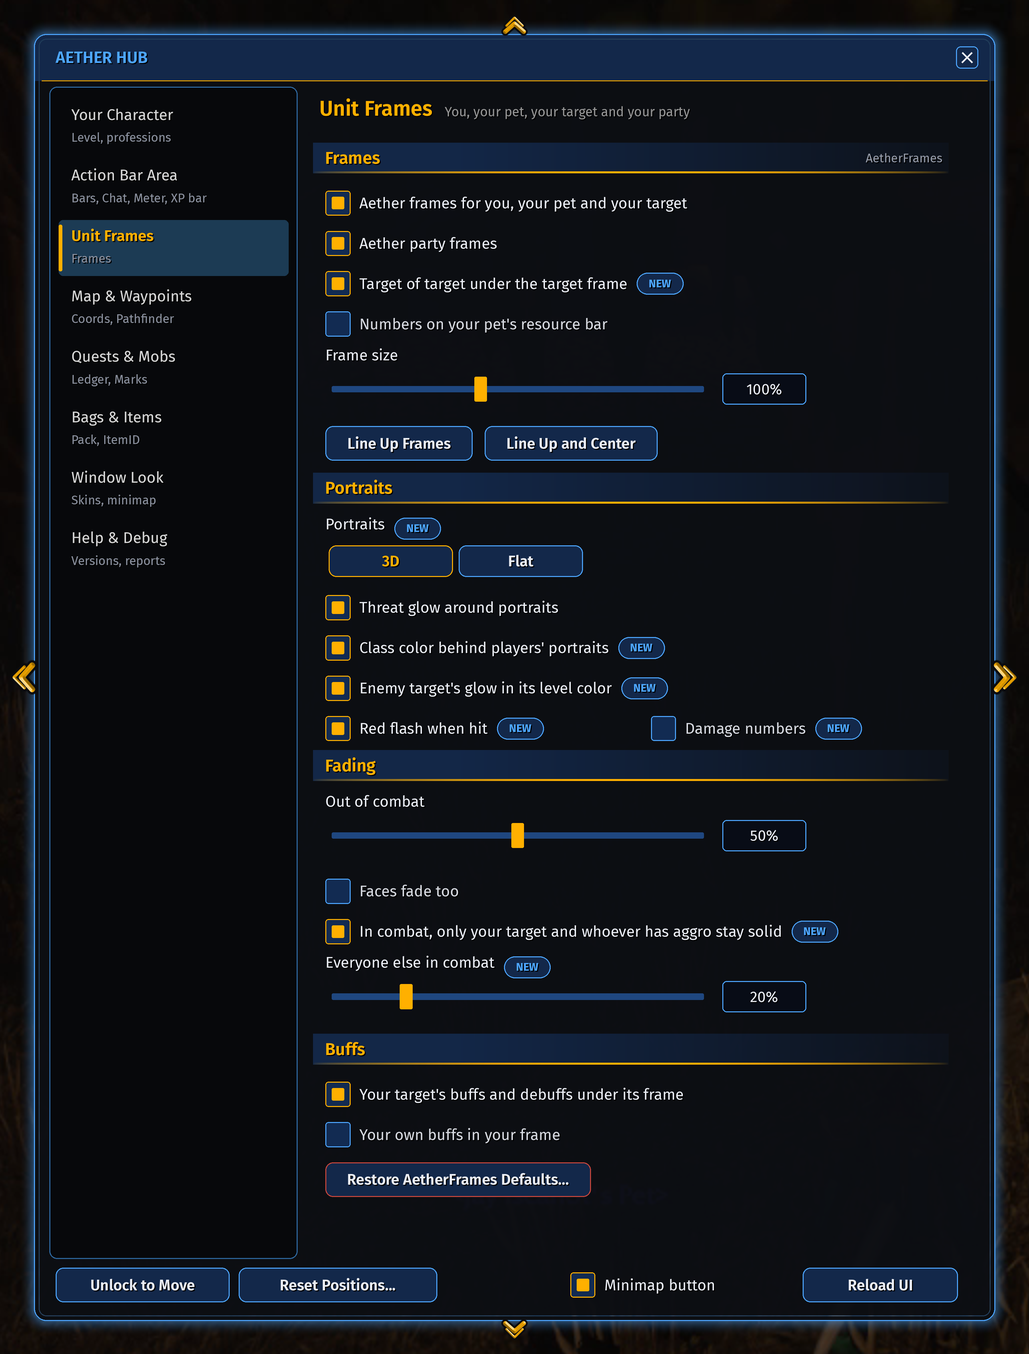 AETHER HUB
Your Character
Level, professions
Action Bar Area
Bars, Chat, Meter, XP bar
Unit Frames
Frames
Map & Waypoints
Coords, Pathfinder
Quests & Mobs
Ledger, Marks
Bags & Items
Pack, ItemID
Window Look
Skins, minimap
Help & Debug
Versions, reports
Unit Frames You, your pet, your target and your party
Frames AetherFrames
Aether frames for you, your pet and your target
Aether party frames
Target of target under the target frame NEW
Numbers on your pet's resource bar
Frame size
100%
Line Up Frames Line Up and Center
Portraits
Portraits NEW
3D Flat
Threat glow around portraits
Class color behind players' portraits NEW
Enemy target's glow in its level color NEW
Red flash when hit NEW Damage numbers NEW
Fading
Out of combat
50%
Faces fade too
In combat, only your target and whoever has aggro stay solid NEW
Everyone else in combat NEW
20%
Buffs
Your target's buffs and debuffs under its frame
Your own buffs in your frame
Restore AetherFrames Defaults...
Unlock to Move Reset Positions... Minimap button Reload UI